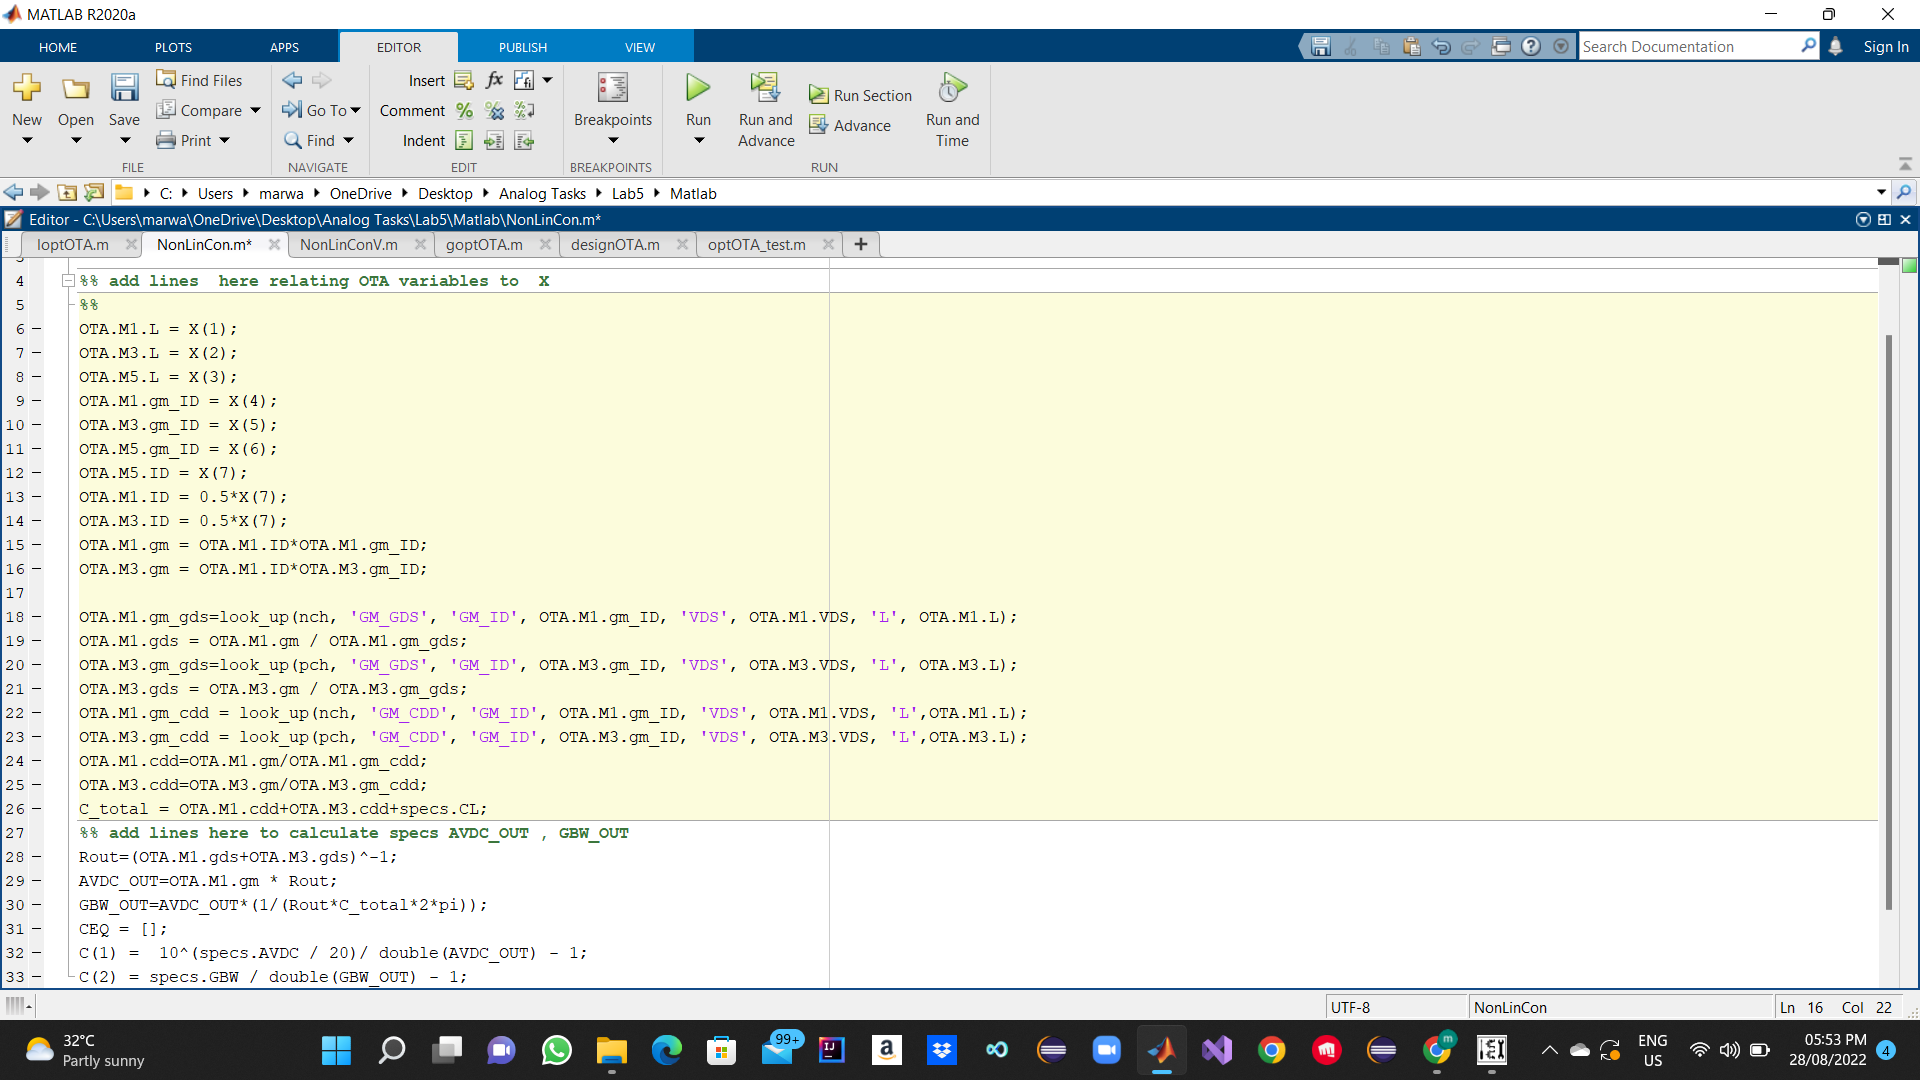 MATLAB R2020a
HOME PLOTS APPS EDITOR PUBLISH VIEW
Search Documentation
Sign In
New Open Save
Find Files
Compare
Print
FILE
Go To
Find
NAVIGATE
Insert fx
Comment
Indent
EDIT
Breakpoints
BREAKPOINTS
Run
Run and Advance
Run Section
Advance
Run and Time
RUN
C: Users marwa OneDrive Desktop Analog Tasks Lab5 Matlab
Editor - C:\Users\marwa\OneDrive\Desktop\Analog Tasks\Lab5\Matlab\NonLinCon.m*
IoptOTA.m NonLinCon.m* NonLinConV.m goptOTA.m designOTA.m optOTA_test.m
4 %% add lines  here relating OTA variables to  X
5 %%
6 OTA.M1.L = X(1);
7 OTA.M3.L = X(2);
8 OTA.M5.L = X(3);
9 OTA.M1.gm_ID = X(4);
10 OTA.M3.gm_ID = X(5);
11 OTA.M5.gm_ID = X(6);
12 OTA.M5.ID = X(7);
13 OTA.M1.ID = 0.5*X(7);
14 OTA.M3.ID = 0.5*X(7);
15 OTA.M1.gm = OTA.M1.ID*OTA.M1.gm_ID;
16 OTA.M3.gm = OTA.M1.ID*OTA.M3.gm_ID;
17
18 OTA.M1.gm_gds=look_up(nch, 'GM_GDS', 'GM_ID', OTA.M1.gm_ID, 'VDS', OTA.M1.VDS, 'L', OTA.M1.L);
19 OTA.M1.gds = OTA.M1.gm / OTA.M1.gm_gds;
20 OTA.M3.gm_gds=look_up(pch, 'GM_GDS', 'GM_ID', OTA.M3.gm_ID, 'VDS', OTA.M3.VDS, 'L', OTA.M3.L);
21 OTA.M3.gds = OTA.M3.gm / OTA.M3.gm_gds;
22 OTA.M1.gm_cdd = look_up(nch, 'GM_CDD', 'GM_ID', OTA.M1.gm_ID, 'VDS', OTA.M1.VDS, 'L',OTA.M1.L);
23 OTA.M3.gm_cdd = look_up(pch, 'GM_CDD', 'GM_ID', OTA.M3.gm_ID, 'VDS', OTA.M3.VDS, 'L',OTA.M3.L);
24 OTA.M1.cdd=OTA.M1.gm/OTA.M1.gm_cdd;
25 OTA.M3.cdd=OTA.M3.gm/OTA.M3.gm_cdd;
26 C_total = OTA.M1.cdd+OTA.M3.cdd+specs.CL;
27 %% add lines here to calculate specs AVDC_OUT , GBW_OUT
28 Rout=(OTA.M1.gds+OTA.M3.gds)^-1;
29 AVDC_OUT=OTA.M1.gm * Rout;
30 GBW_OUT=AVDC_OUT*(1/(Rout*C_total*2*pi));
31 CEQ = [];
32 C(1) =  10^(specs.AVDC / 20)/ double(AVDC_OUT) - 1;
33 C(2) = specs.GBW / double(GBW_OUT) - 1;
UTF-8 NonLinCon Ln 16 Col 22
32°C
Partly sunny
99+
ENG
US
05:53 PM
28/08/2022
4